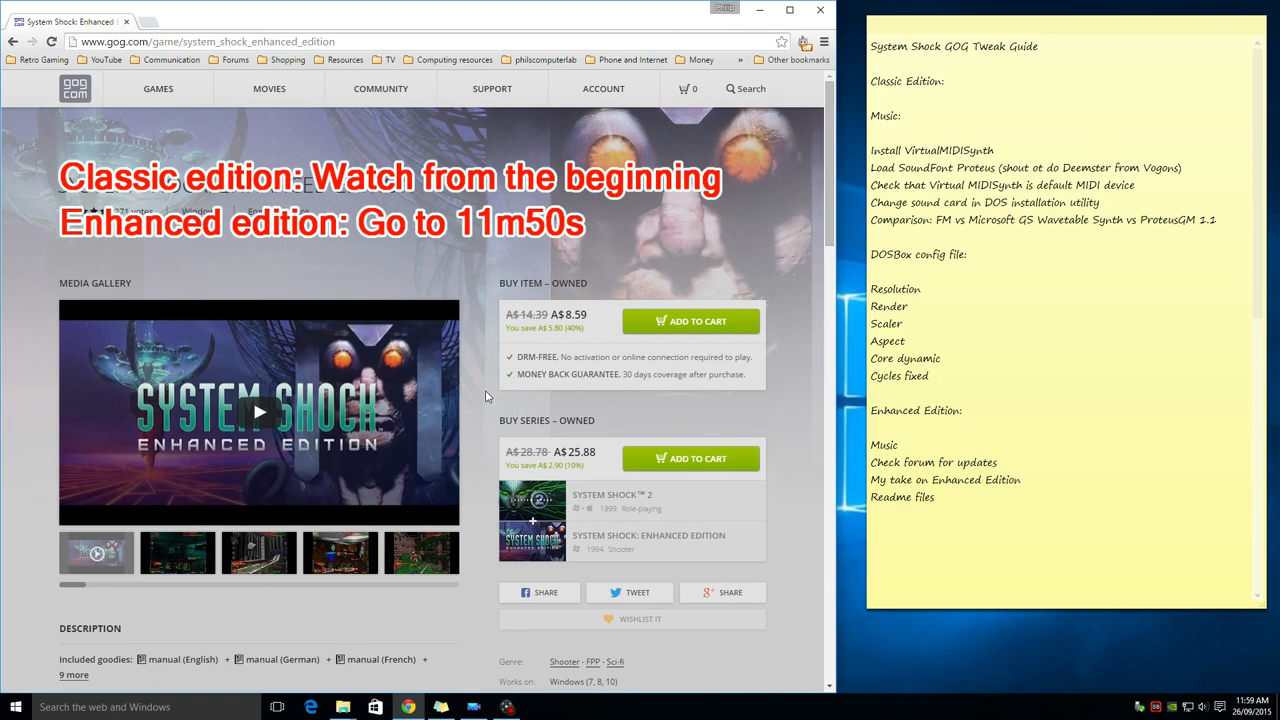 Philip
System Shock: Enhanced E
www.gog.com/game/system_shock_enhanced_edition
Retro Gaming
YouTube
Communication
Forums
Shopping
Resources
TV
Computing resources
philscomputerlab
Phone and Internet
Money
»
Other bookmarks
gog
com
GAMES
MOVIES
COMMUNITY
SUPPORT
ACCOUNT
0
Search
Classic edition: Watch from the beginning
Enhanced edition: Go to 11m50s
MEDIA GALLERY
SYSTEM SHOCK
ENHANCED EDITION
BUY ITEM – OWNED
A$ 14.39 A$ 8.59
You save A$ 5.80 (40%)
ADD TO CART
✓ DRM-FREE. No activation or online connection required to play.
✓ MONEY BACK GUARANTEE. 30 days coverage after purchase.
BUY SERIES – OWNED
A$ 28.78 A$ 25.88
You save A$ 2.90 (10%)
ADD TO CART
SYSTEM SHOCK™ 2
1999, Role-playing
SYSTEM SHOCK: ENHANCED EDITION
1994. Shooter
SHARE
TWEET
SHARE
WISHLIST IT
DESCRIPTION
Included goodies: manual (English) + manual (German) + manual (French) +
9 more
Genre: Shooter - FPP - Sci-fi
Works on: Windows (7, 8, 10)
System Shock GOG Tweak Guide
Classic Edition:
Music:
Install VirtualMIDISynth
Load SoundFont Proteus (shout ot do Deemster from Vogons)
Check that Virtual MIDISynth is default MIDI device
Change sound card in DOS installation utility
Comparison: FM vs Microsoft GS Wavetable Synth vs ProteusGM 1.1
DOSBox config file:
Resolution
Render
Scaler
Aspect
Core dynamic
Cycles fixed
Enhanced Edition:
Music
Check forum for updates
My take on Enhanced Edition
Readme files
Search the web and Windows
11:59 AM
26/09/2015